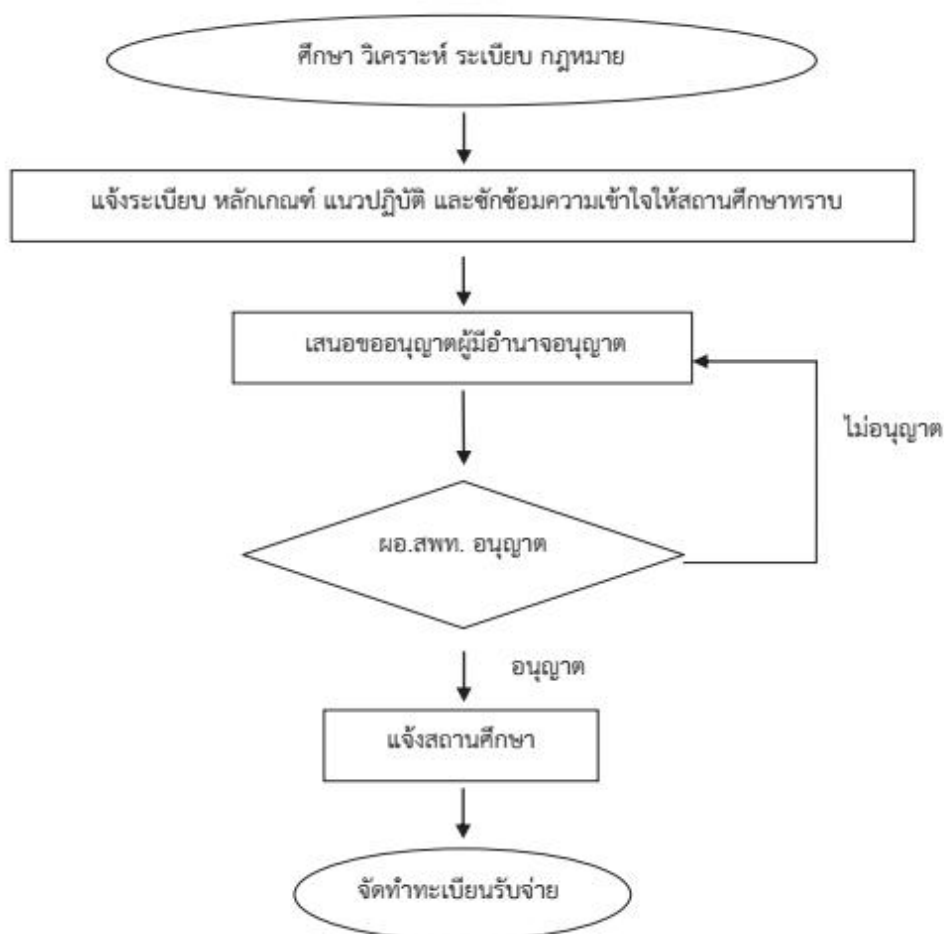 ศึกษา วิเคราะห์ ระเบียบ กฎหมาย
แจ้งระเบียบ หลักเกณฑ์ แนวปฏิบัติ และซักซ้อมความเข้าใจให้สถานศึกษาทราบ
เสนอขออนุญาตผู้มีอำนาจอนุญาต
ไม่อนุญาต
ผอ.สพท. อนุญาต
อนุญาต
แจ้งสถานศึกษา
จัดทำทะเบียนรับจ่าย